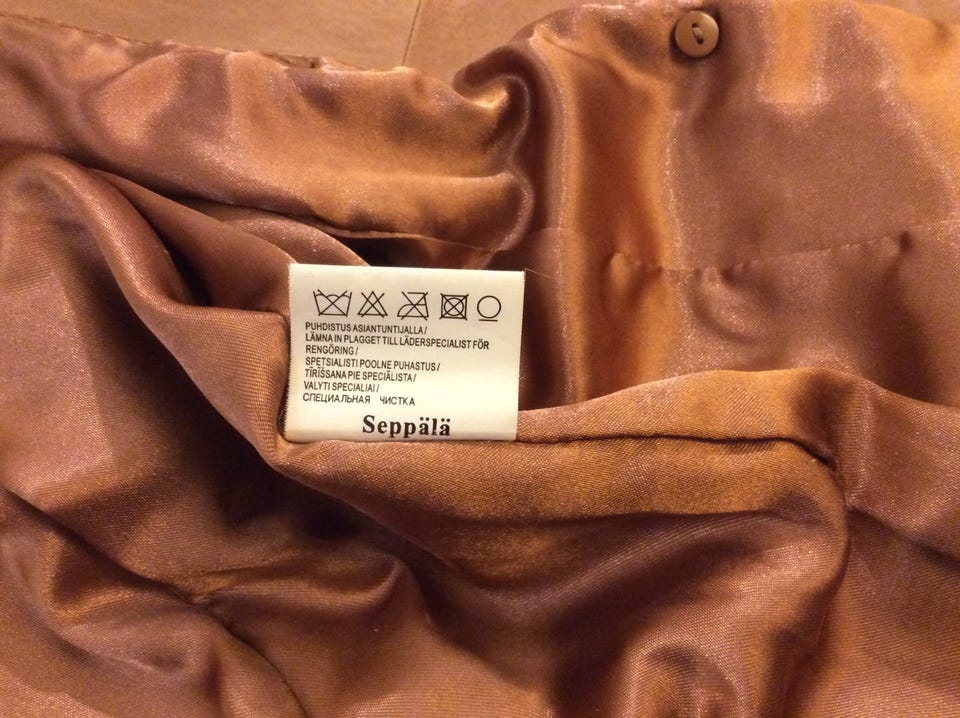 PUHDISTUS ASIANTUNTIJALLA/
LÄMNA IN PLAGGET TILL LÄDERSPECIALIST FÖR
RENGÖRING/
SPETSIALISTI POOLNE PUHASTUS/
TĪRĪŠSANA PIE SPECIĀLISTA/
VALYTI SPECIALIAI/
СПЕЦИАЛЬНАЯ ЧИСТКА
Seppälä